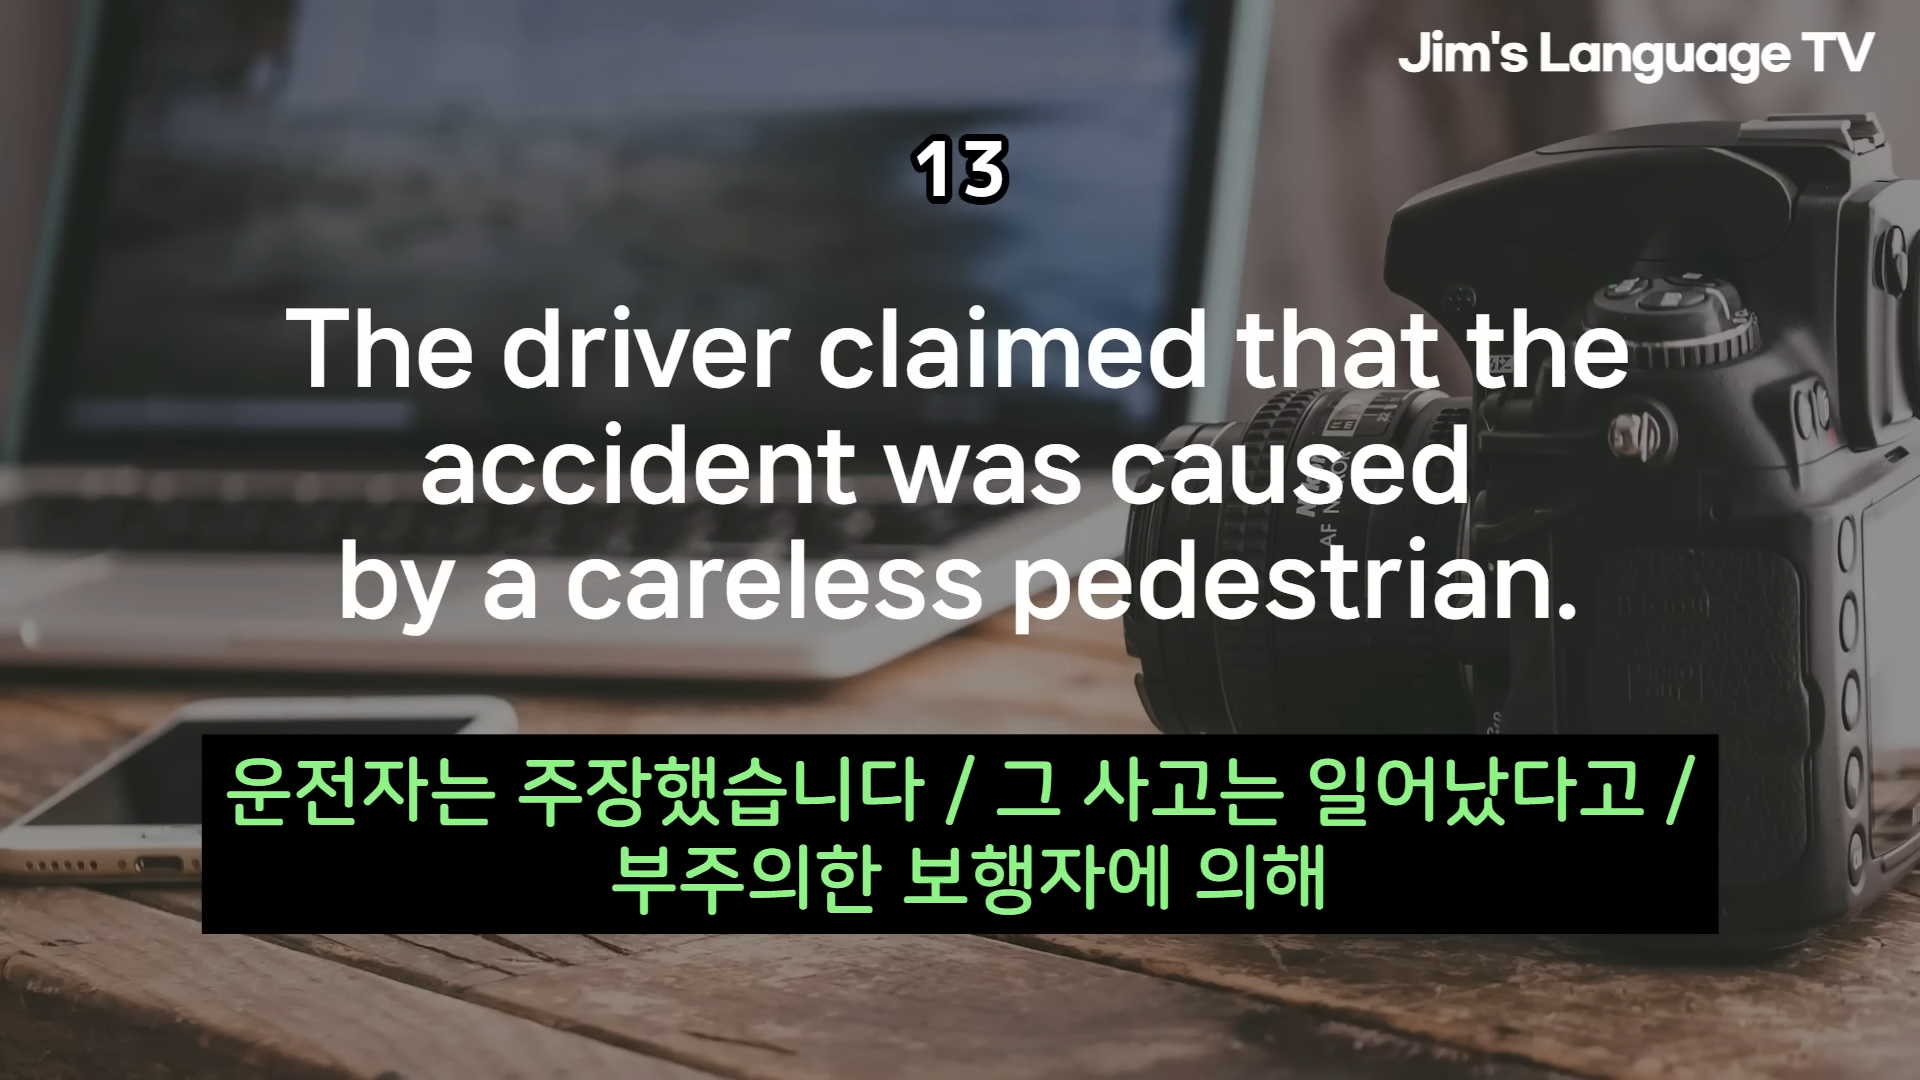 Jim's Language TV
13
The driver claimed that the
accident was caused
by a careless pedestrian.
운전자는 주장했습니다 / 그 사고는 일어났다고 /
부주의한 보행자에 의해